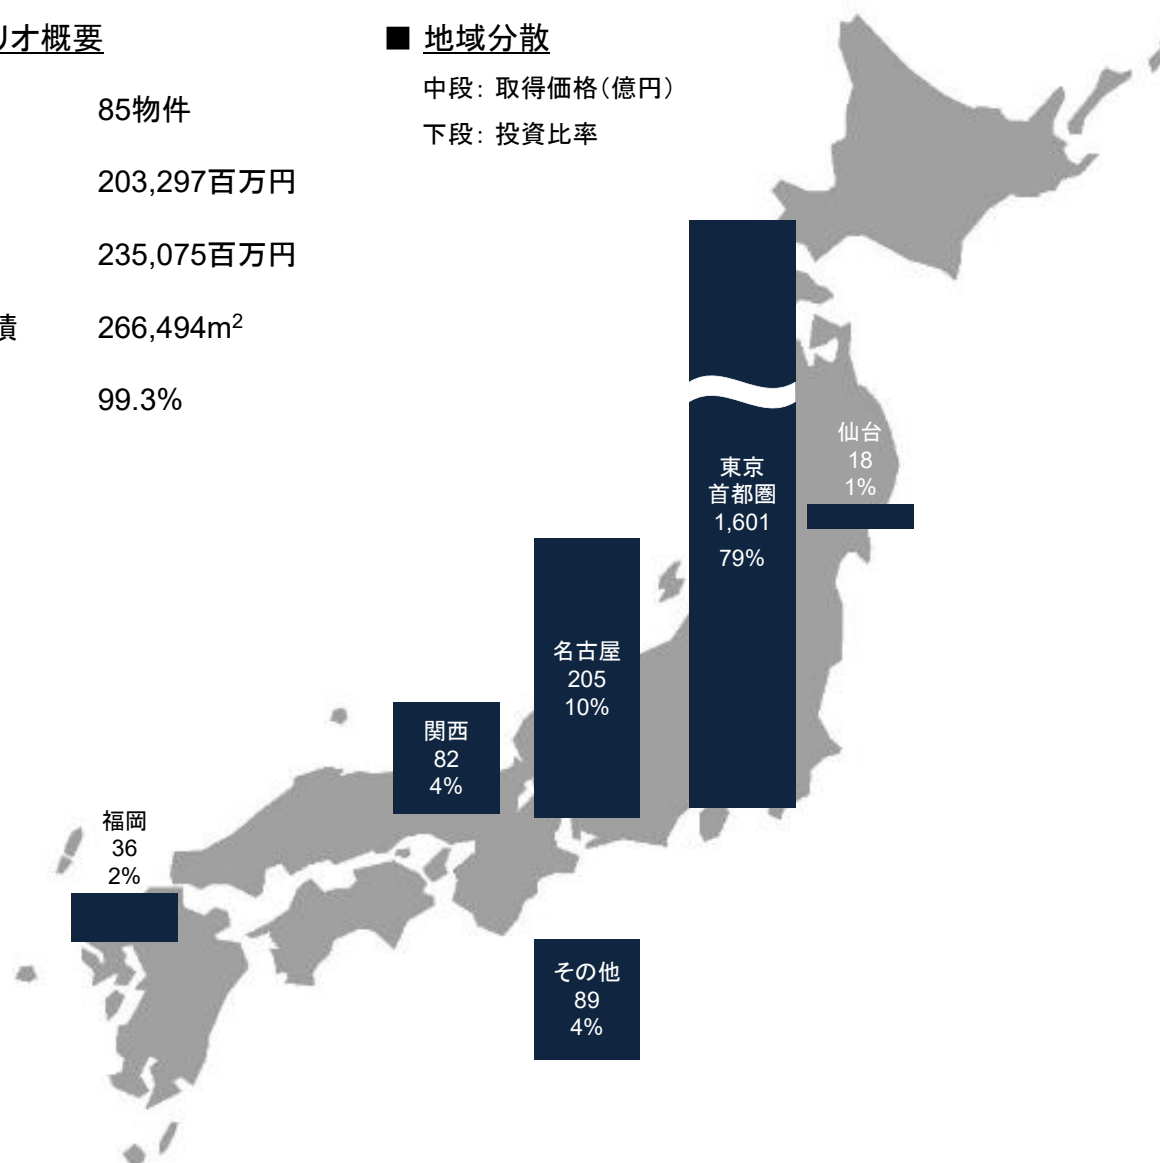 リオ概要
85物件
203,297百万円
235,075百万円
積 266,494m²
99.3%
■ 地域分散
中段：取得価格（億円）
下段：投資比率
仙台
18
1%
東京
首都圏
1,601
79%
名古屋
205
10%
関西
82
4%
福岡
36
2%
その他
89
4%